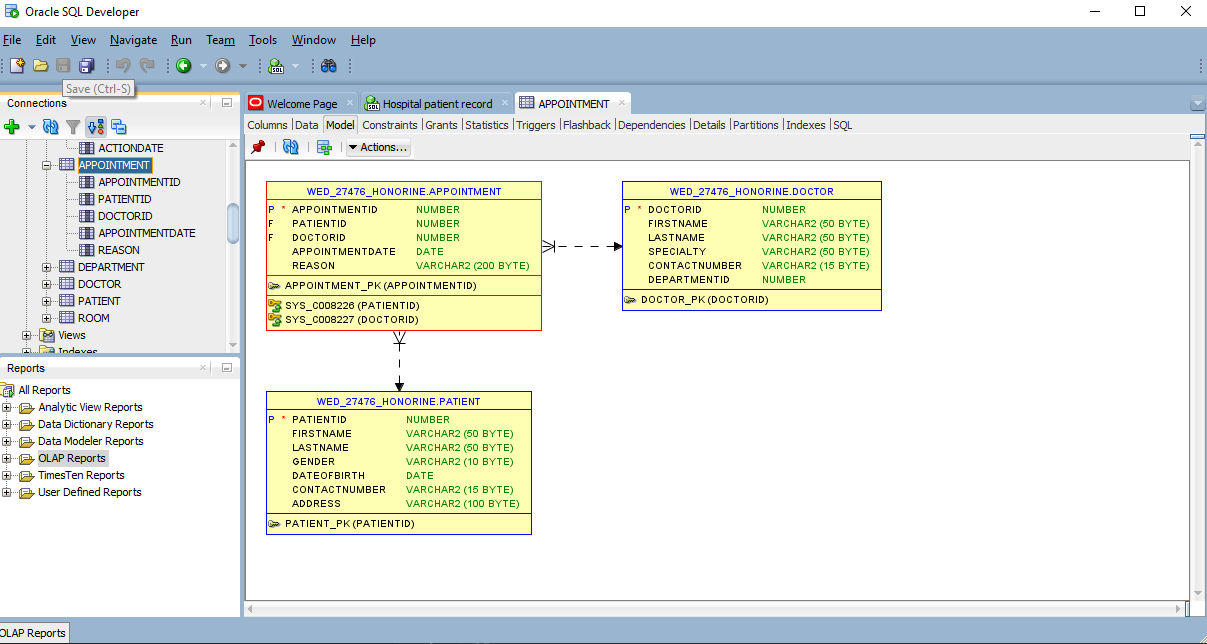 Oracle SQL Developer
File Edit View Navigate Run Team Tools Window Help
Save (Ctrl-S)
Connections
ACTIONDATE
APPOINTMENT
APPOINTMENTID
PATIENTID
DOCTORID
APPOINTMENTDATE
REASON
DEPARTMENT
DOCTOR
PATIENT
ROOM
Views
Indexes
Reports
All Reports
Analytic View Reports
Data Dictionary Reports
Data Modeler Reports
OLAP Reports
TimesTen Reports
User Defined Reports
OLAP Reports
Welcome Page Hospital patient record APPOINTMENT
Columns Data Model Constraints Grants Statistics Triggers Flashback Dependencies Details Partitions Indexes SQL
Actions...
WED_27476_HONORINE.APPOINTMENT
P * APPOINTMENTID NUMBER
F PATIENTID NUMBER
F DOCTORID NUMBER
APPOINTMENTDATE DATE
REASON VARCHAR2 (200 BYTE)
APPOINTMENT_PK (APPOINTMENTID)
SYS_C008226 (PATIENTID)
SYS_C008227 (DOCTORID)
WED_27476_HONORINE.DOCTOR
P * DOCTORID NUMBER
FIRSTNAME VARCHAR2 (50 BYTE)
LASTNAME VARCHAR2 (50 BYTE)
SPECIALTY VARCHAR2 (50 BYTE)
CONTACTNUMBER VARCHAR2 (15 BYTE)
DEPARTMENTID NUMBER
DOCTOR_PK (DOCTORID)
WED_27476_HONORINE.PATIENT
P * PATIENTID NUMBER
FIRSTNAME VARCHAR2 (50 BYTE)
LASTNAME VARCHAR2 (50 BYTE)
GENDER VARCHAR2 (10 BYTE)
DATEOFBIRTH DATE
CONTACTNUMBER VARCHAR2 (15 BYTE)
ADDRESS VARCHAR2 (100 BYTE)
PATIENT_PK (PATIENTID)